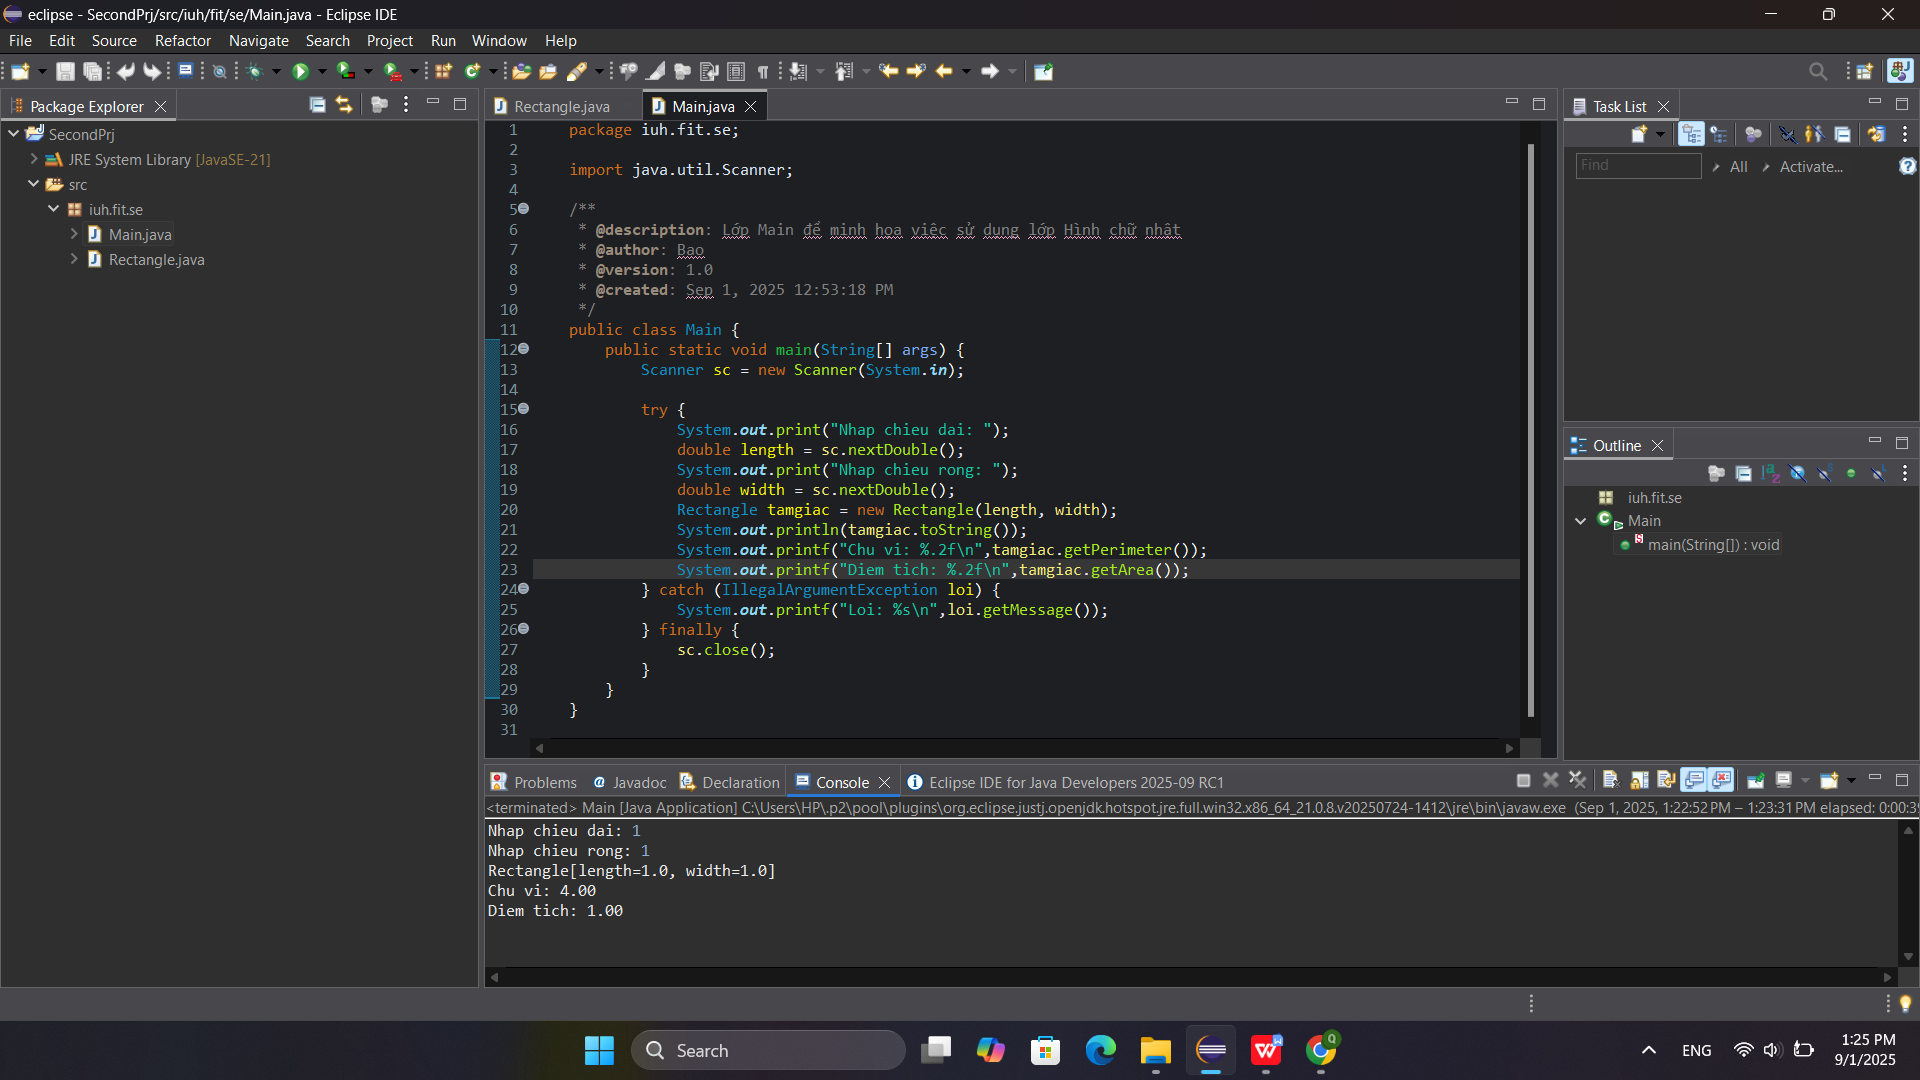 eclipse - SecondPrj/src/iuh/fit/se/Main.java - Eclipse IDE
File Edit Source Refactor Navigate Search Project Run Window Help
Package Explorer
SecondPrj
JRE System Library [JavaSE-21]
src
iuh.fit.se
Main.java
Rectangle.java
Rectangle.java Main.java
1 package iuh.fit.se;
2
3 import java.util.Scanner;
4
5 /**
6 * @description: Lớp Main để minh họa việc sử dụng lớp Hình chữ nhật
7 * @author: Bao
8 * @version: 1.0
9 * @created: Sep 1, 2025 12:53:18 PM
10 */
11 public class Main {
12 public static void main(String[] args) {
13 Scanner sc = new Scanner(System.in);
14
15 try {
16 System.out.print("Nhap chieu dai: ");
17 double length = sc.nextDouble();
18 System.out.print("Nhap chieu rong: ");
19 double width = sc.nextDouble();
20 Rectangle tamgiac = new Rectangle(length, width);
21 System.out.println(tamgiac.toString());
22 System.out.printf("Chu vi: %.2f\n",tamgiac.getPerimeter());
23 System.out.printf("Diem tich: %.2f\n",tamgiac.getArea());
24 } catch (IllegalArgumentException loi) {
25 System.out.printf("Loi: %s\n",loi.getMessage());
26 } finally {
27 sc.close();
28 }
29 }
30 }
31
Task List
Find All Activate...
Outline
iuh.fit.se
Main
main(String[]) : void
Problems Javadoc Declaration Console Eclipse IDE for Java Developers 2025-09 RC1
<terminated> Main [Java Application] C:\Users\HP\.p2\pool\plugins\org.eclipse.justj.openjdk.hotspot.jre.full.win32.x86_64_21.0.8.v20250724-1412\jre\bin\javaw.exe (Sep 1, 2025, 1:22:52 PM – 1:23:31 PM elapsed: 0:00:39
Nhap chieu dai: 1
Nhap chieu rong: 1
Rectangle[length=1.0, width=1.0]
Chu vi: 4.00
Diem tich: 1.00
Search
ENG
1:25 PM
9/1/2025